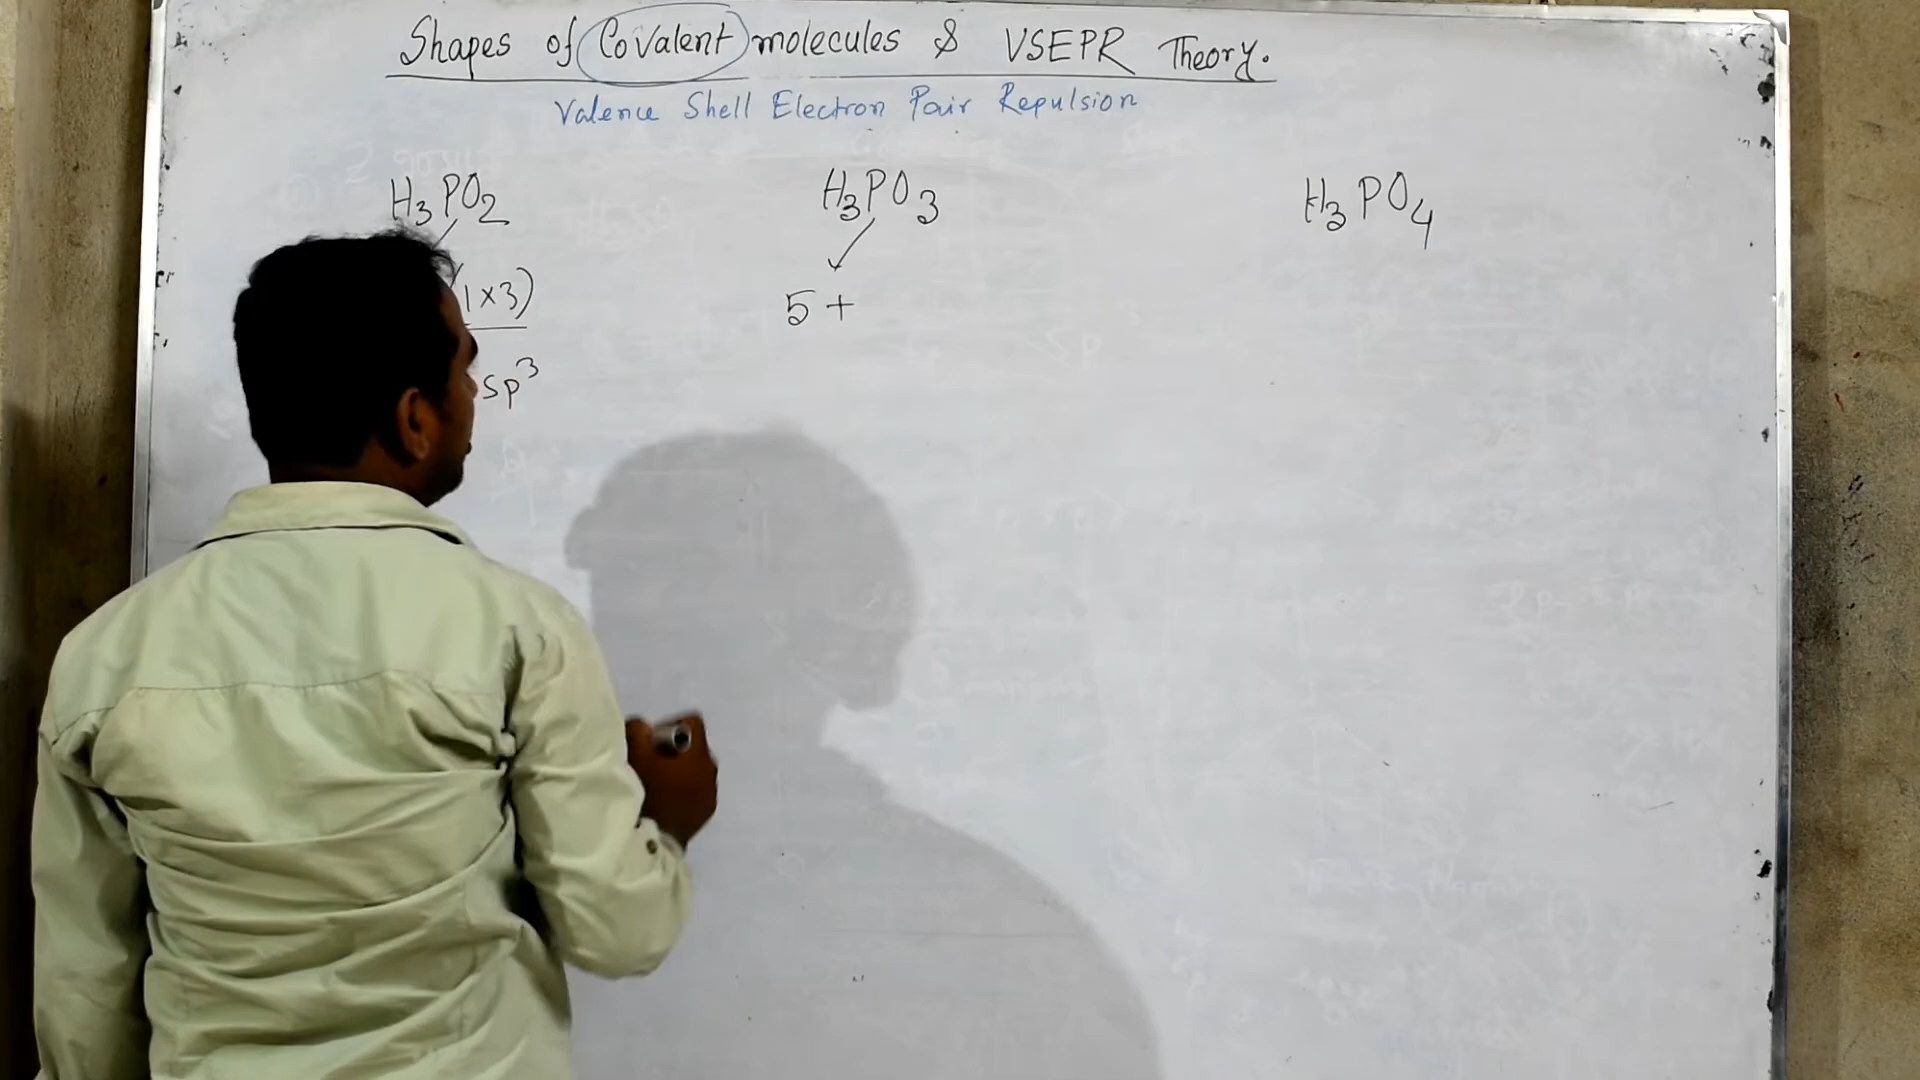 Shapes of Covalent molecules & VSEPR Theory.
Valence Shell Electron Pair Repulsion
H₃PO₂ H₃PO₃ H₃PO₄
(1×3) 5 +
sp³